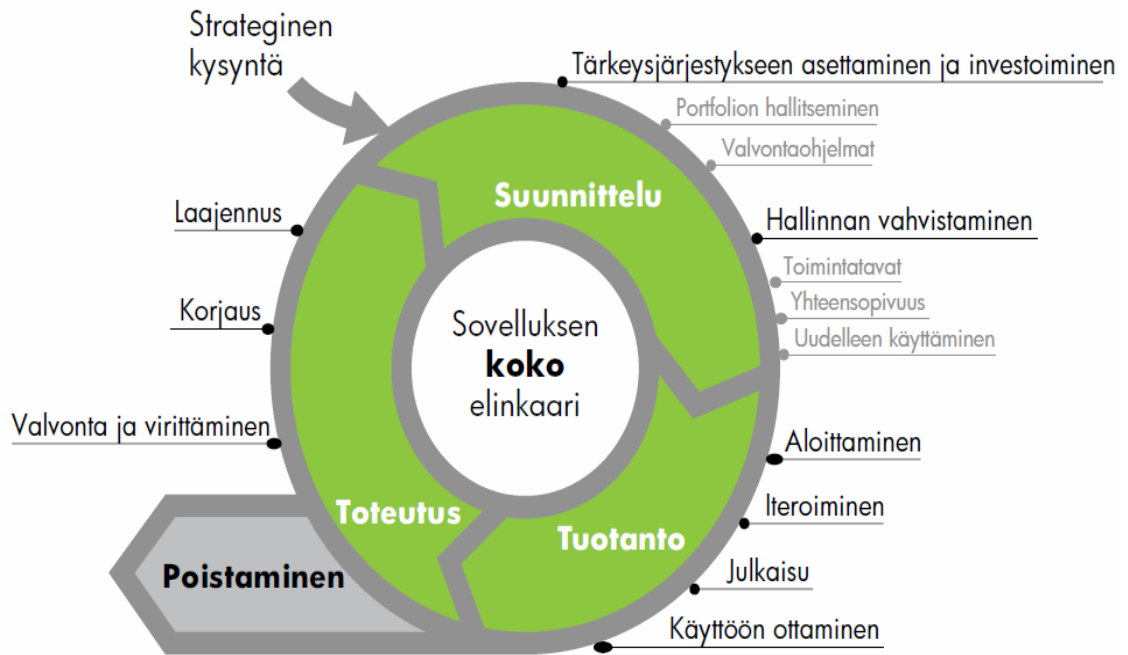 Strateginen
kysyntä
Tärkeysjärjestykseen asettaminen ja investoiminen
Portfolion hallitseminen
Valvontaohjelmat
Suunnittelu
Laajennus
Hallinnan vahvistaminen
Toimintatavat
Yhteensopivuus
Uudelleen käyttäminen
Korjaus
Sovelluksen
koko
elinkaari
Valvonta ja virittäminen
Aloittaminen
Iteroiminen
Toteutus
Tuotanto
Julkaisu
Poistaminen
Käyttöön ottaminen